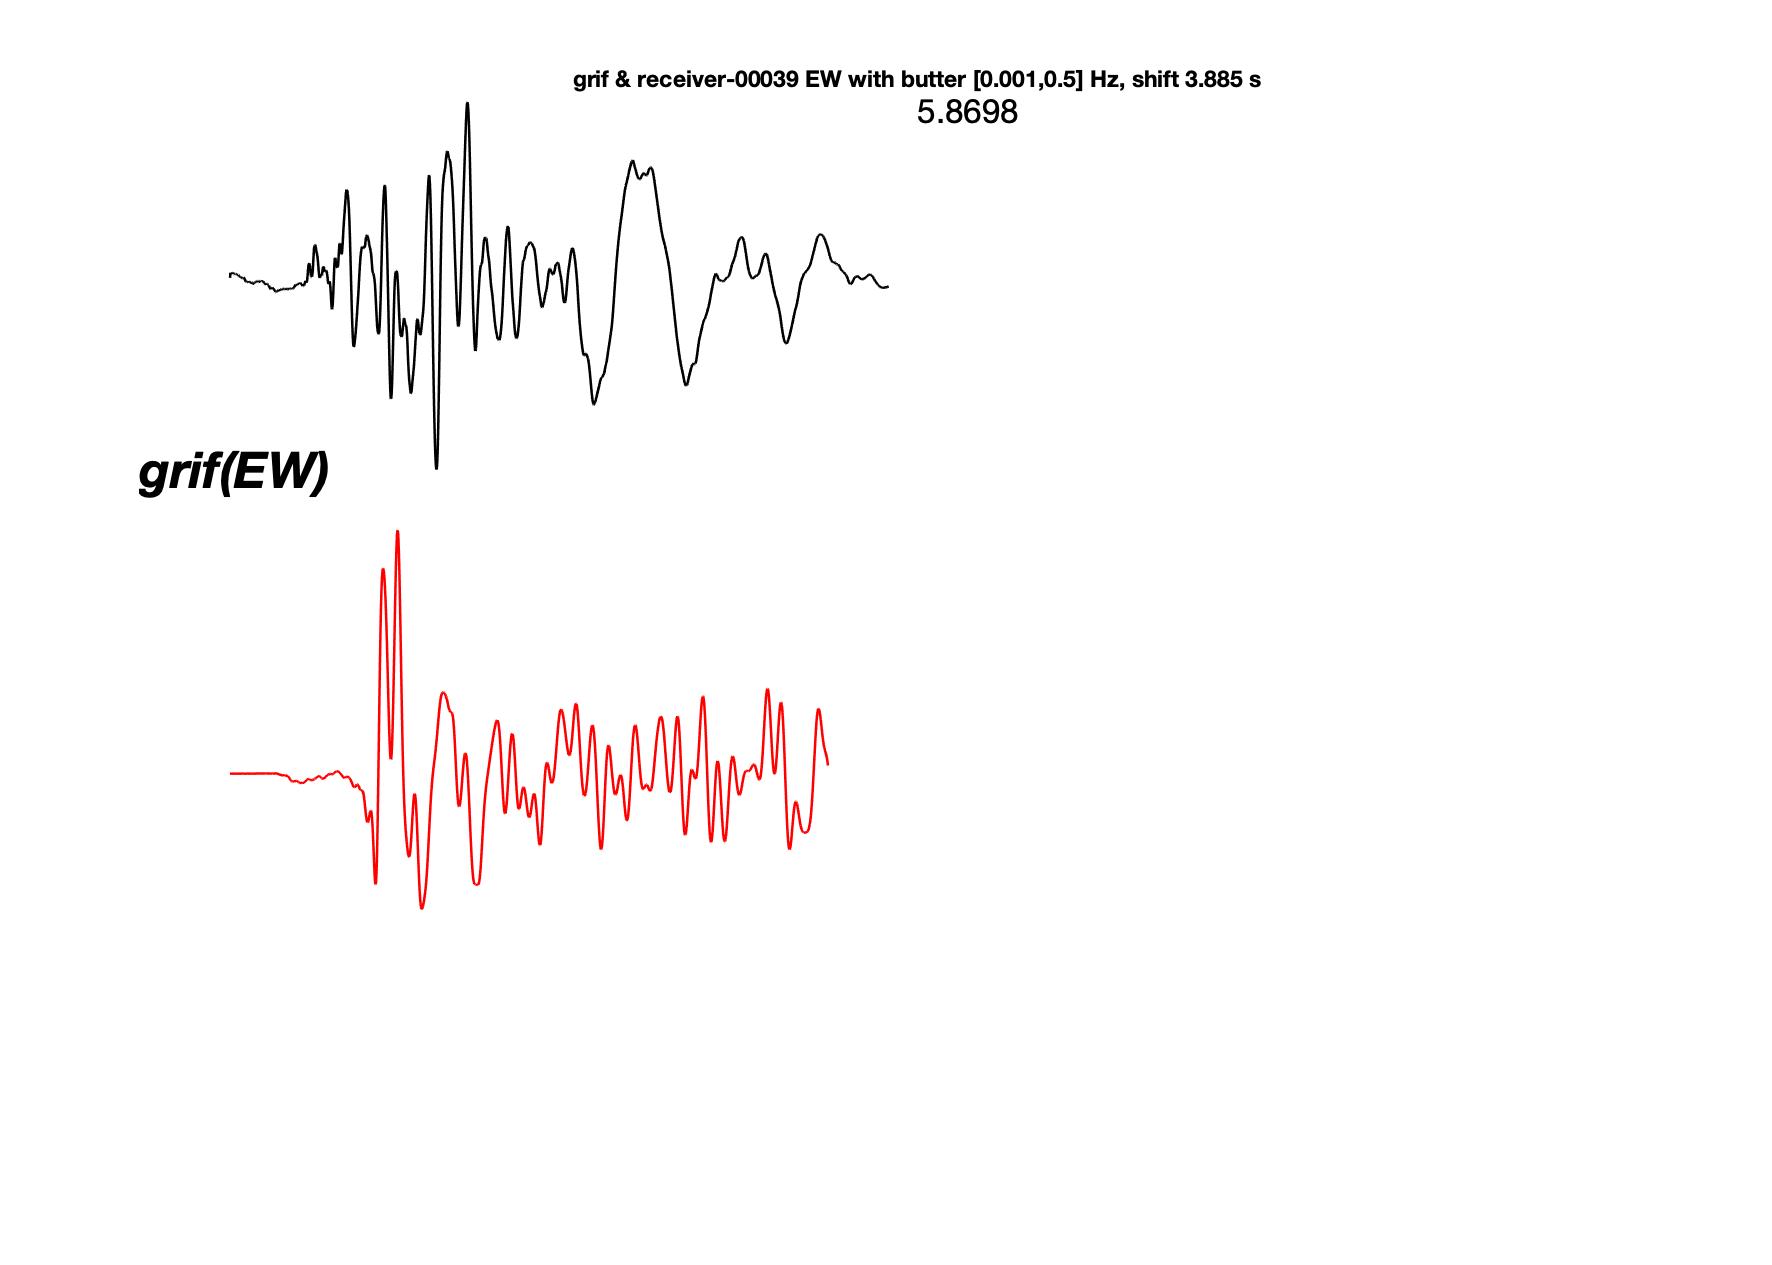 grif & receiver-00039 EW with butter [0.001,0.5] Hz, shift 3.885 s
5.8698
grif(EW)